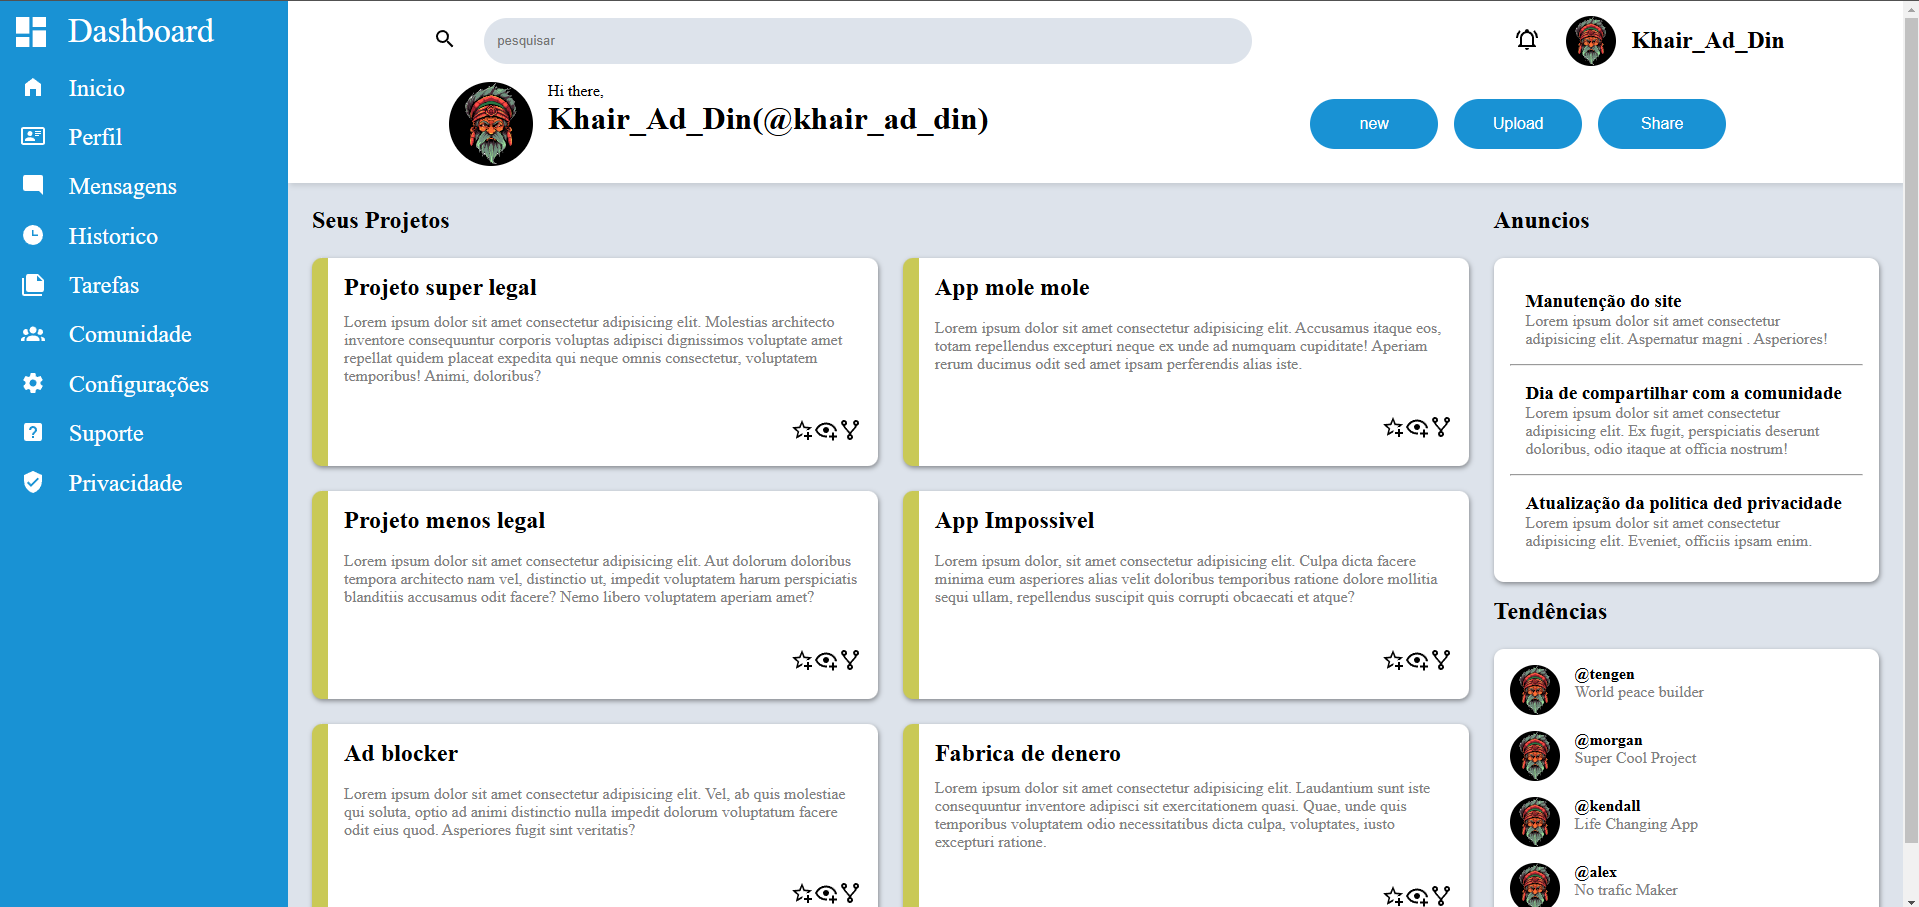 Dashboard
Inicio
Perfil
Mensagens
Historico
Tarefas
Comunidade
Configurações
Suporte
Privacidade
pesquisar
Khair_Ad_Din
Hi there,
Khair_Ad_Din(@khair_ad_din)
new
Upload
Share
Seus Projetos
Projeto super legal
Lorem ipsum dolor sit amet consectetur adipisicing elit. Molestias architecto
inventore consequuntur corporis voluptas adipisci dignissimos voluptate amet
repellat quidem placeat expedita qui neque omnis consectetur, voluptatem
temporibus! Animi, doloribus?
App mole mole
Lorem ipsum dolor sit amet consectetur adipisicing elit. Accusamus itaque eos,
totam repellendus excepturi neque ex unde ad numquam cupiditate! Aperiam
rerum ducimus odit sed amet ipsam perferendis alias iste.
Projeto menos legal
Lorem ipsum dolor sit amet consectetur adipisicing elit. Aut dolorum doloribus
tempora architecto nam vel, distinctio ut, impedit voluptatem harum perspiciatis
blanditiis accusamus odit facere? Nemo libero voluptatem aperiam amet?
App Impossivel
Lorem ipsum dolor, sit amet consectetur adipisicing elit. Culpa dicta facere
minima eum asperiores alias velit doloribus temporibus ratione dolore mollitia
sequi ullam, repellendus suscipit quis corrupti obcaecati et atque?
Ad blocker
Lorem ipsum dolor sit amet consectetur adipisicing elit. Vel, ab quis molestiae
qui soluta, optio ad animi distinctio nulla impedit dolorum voluptatum facere
odit eius quod. Asperiores fugit sint veritatis?
Fabrica de denero
Lorem ipsum dolor sit amet consectetur adipisicing elit. Laudantium sunt iste
consequuntur inventore adipisci sit exercitationem quasi. Quae, unde quis
temporibus voluptatem odio necessitatibus dicta culpa, voluptates, iusto
excepturi ratione.
Anuncios
Manutenção do site
Lorem ipsum dolor sit amet consectetur
adipisicing elit. Aspernatur magni . Asperiores!
Dia de compartilhar com a comunidade
Lorem ipsum dolor sit amet consectetur
adipisicing elit. Ex fugit, perspiciatis deserunt
doloribus, odio itaque at officia nostrum!
Atualização da politica ded privacidade
Lorem ipsum dolor sit amet consectetur
adipisicing elit. Eveniet, officiis ipsam enim.
Tendências
@tengen
World peace builder
@morgan
Super Cool Project
@kendall
Life Changing App
@alex
No trafic Maker